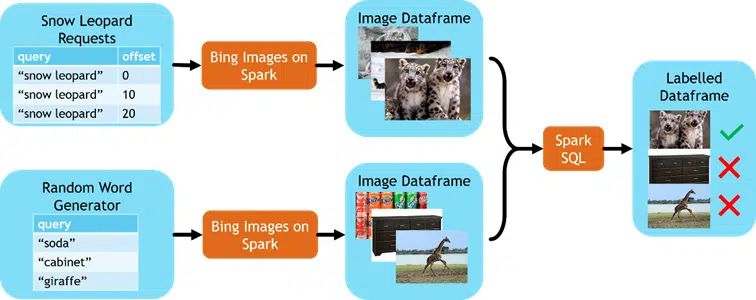 Snow Leopard
Requests
query offset
“snow leopard” 0
“snow leopard” 10
“snow leopard” 20
Bing Images on
Spark
Image Dataframe
Random Word
Generator
query
“soda”
“cabinet”
“giraffe”
Bing Images on
Spark
Image Dataframe
Spark
SQL
Labelled
Dataframe